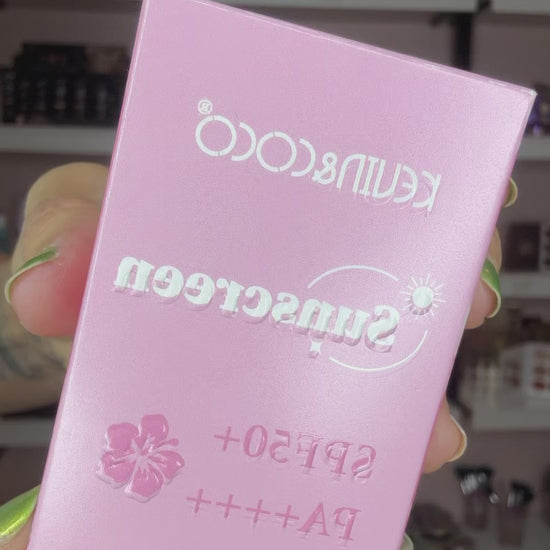 KEVIN&COCO®
Sunscreen
SPF50+
PA++++